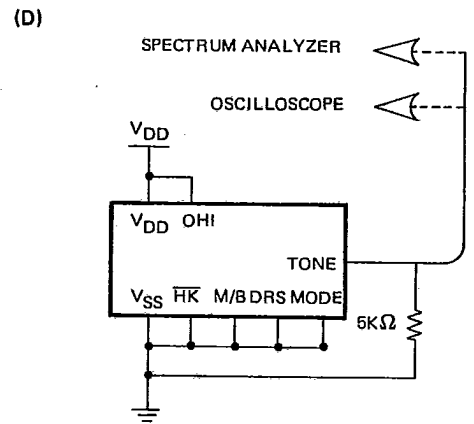 (D)
SPECTRUM ANALYZER
OSCILLOSCOPE
VDD
VDD OHI
TONE
VSS HK M/B DRS MODE
5KΩ